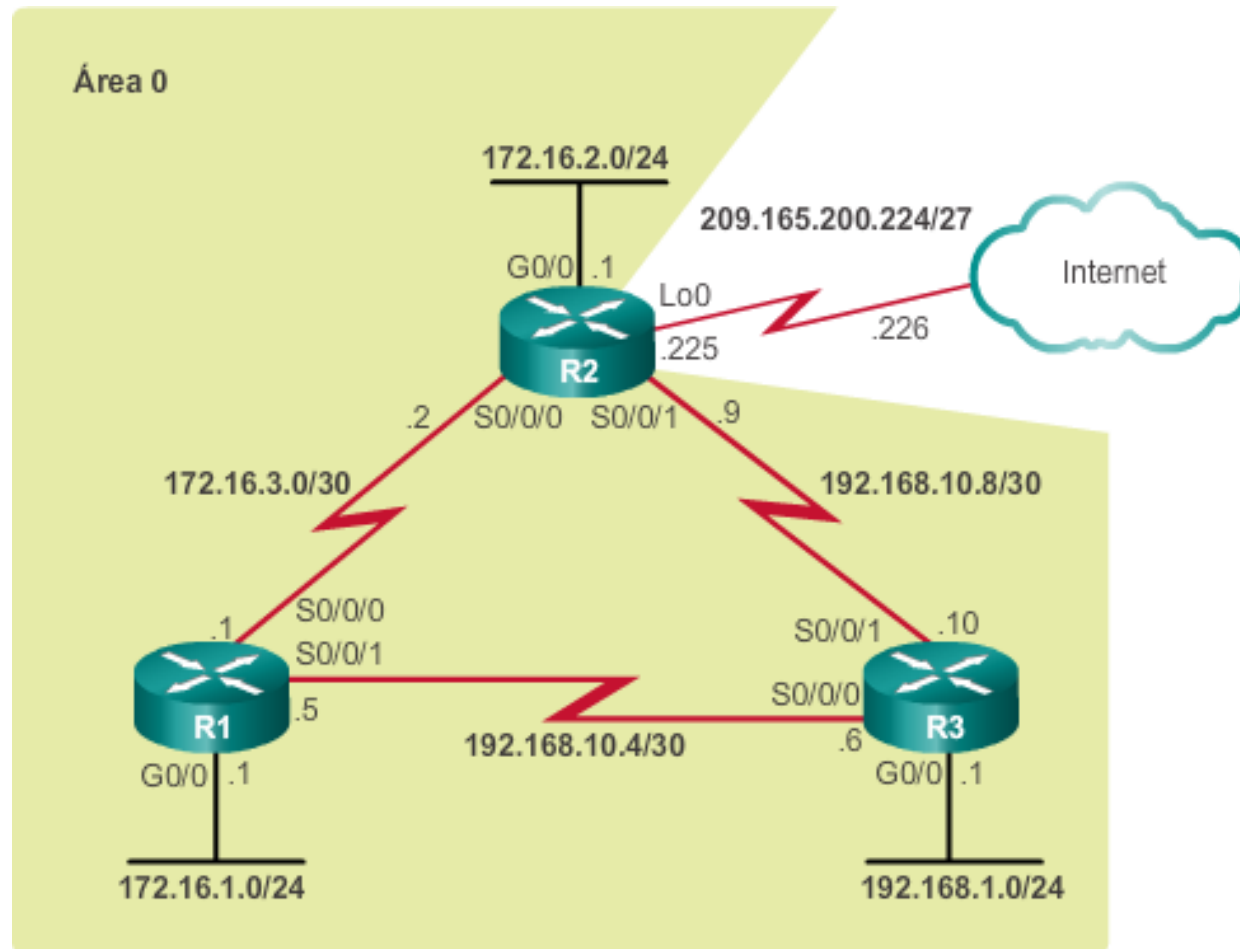 Área 0
172.16.2.0/24
209.165.200.224/27
Internet
G0/0 .1
Lo0
.225
.226
R2
.2 S0/0/0 S0/0/1 .9
172.16.3.0/30
192.168.10.8/30
.1 S0/0/0
S0/0/1
.5
R1
G0/0 .1
172.16.1.0/24
192.168.10.4/30
S0/0/1 .10
S0/0/0
.6
R3
G0/0 .1
192.168.1.0/24